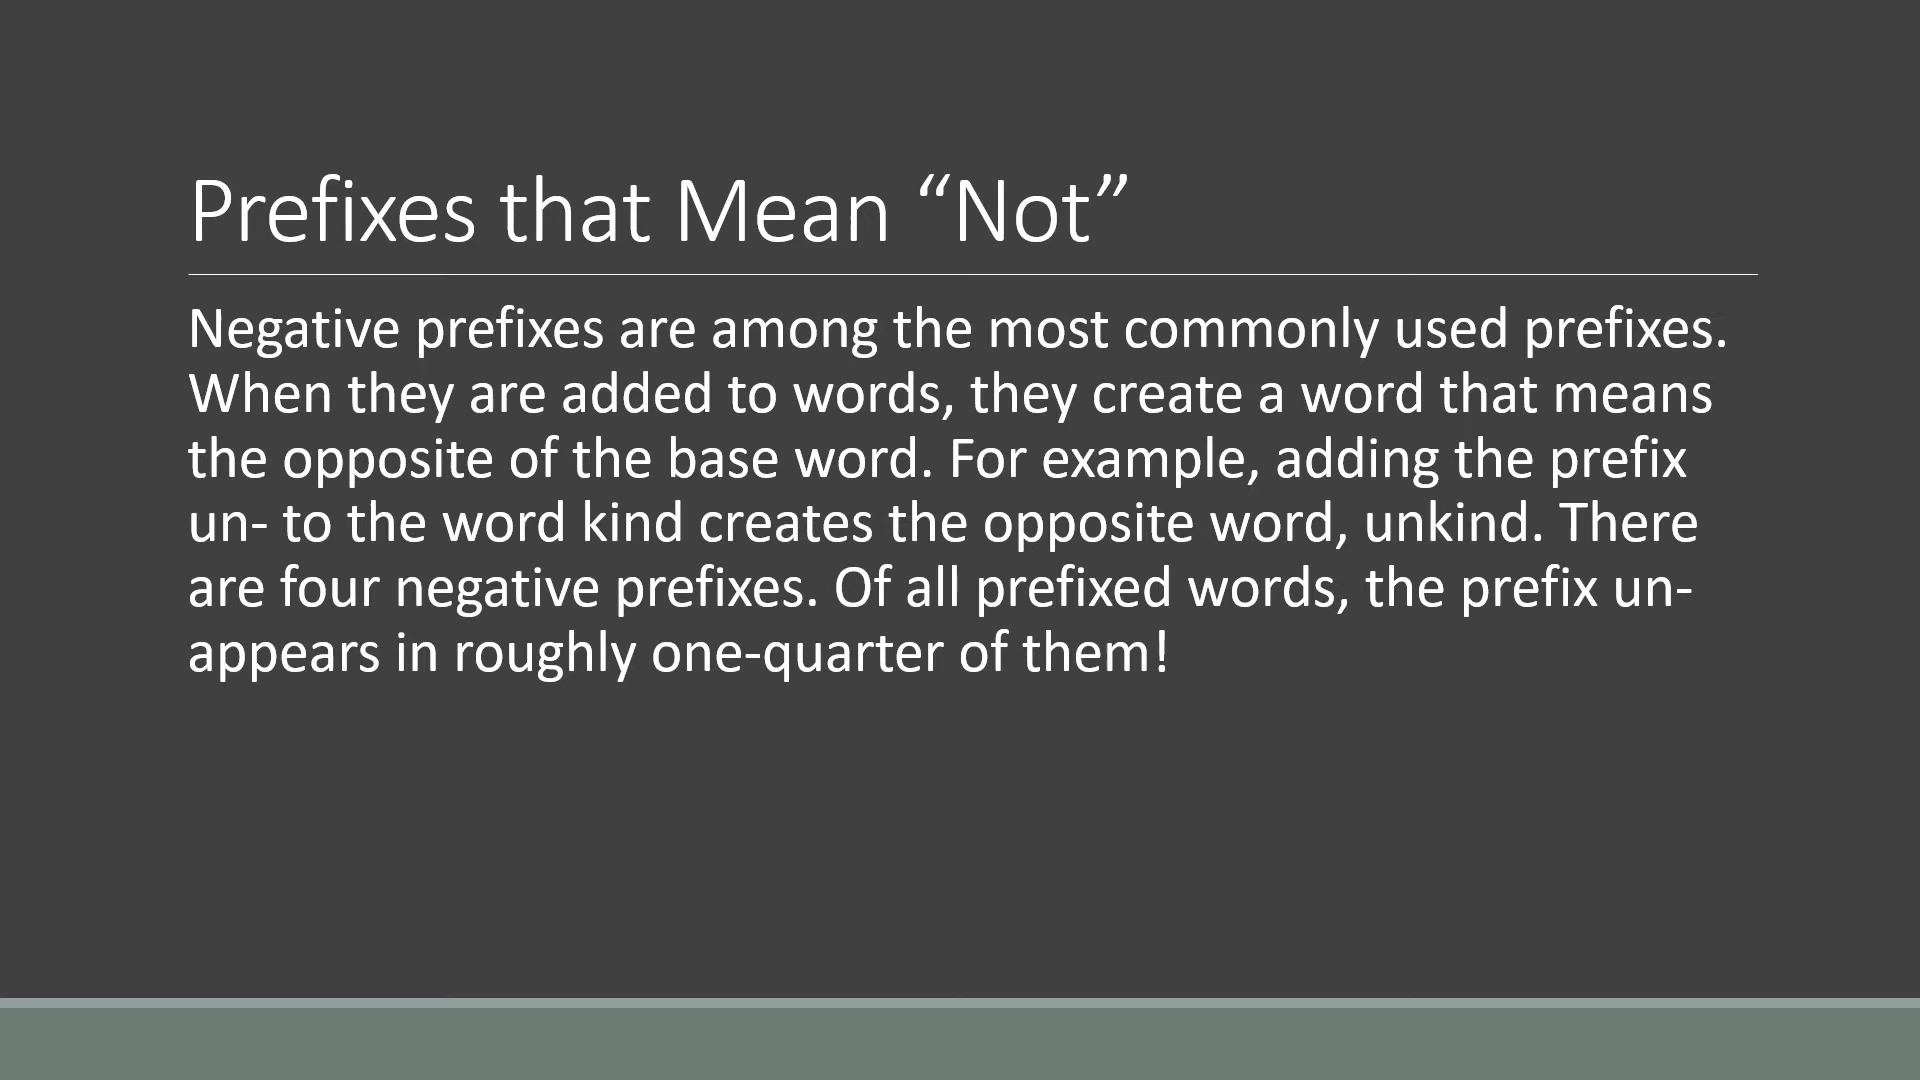 Prefixes that Mean “Not”
Negative prefixes are among the most commonly used prefixes.
When they are added to words, they create a word that means
the opposite of the base word. For example, adding the prefix
un- to the word kind creates the opposite word, unkind. There
are four negative prefixes. Of all prefixed words, the prefix un-
appears in roughly one-quarter of them!